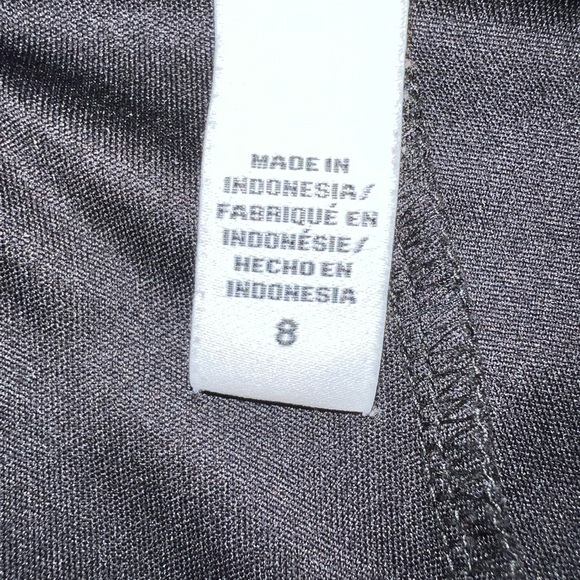 MADE IN
INDONESIA/
FABRIQUÉ EN
INDONÉSIE/
HECHO EN
INDONESIA
8